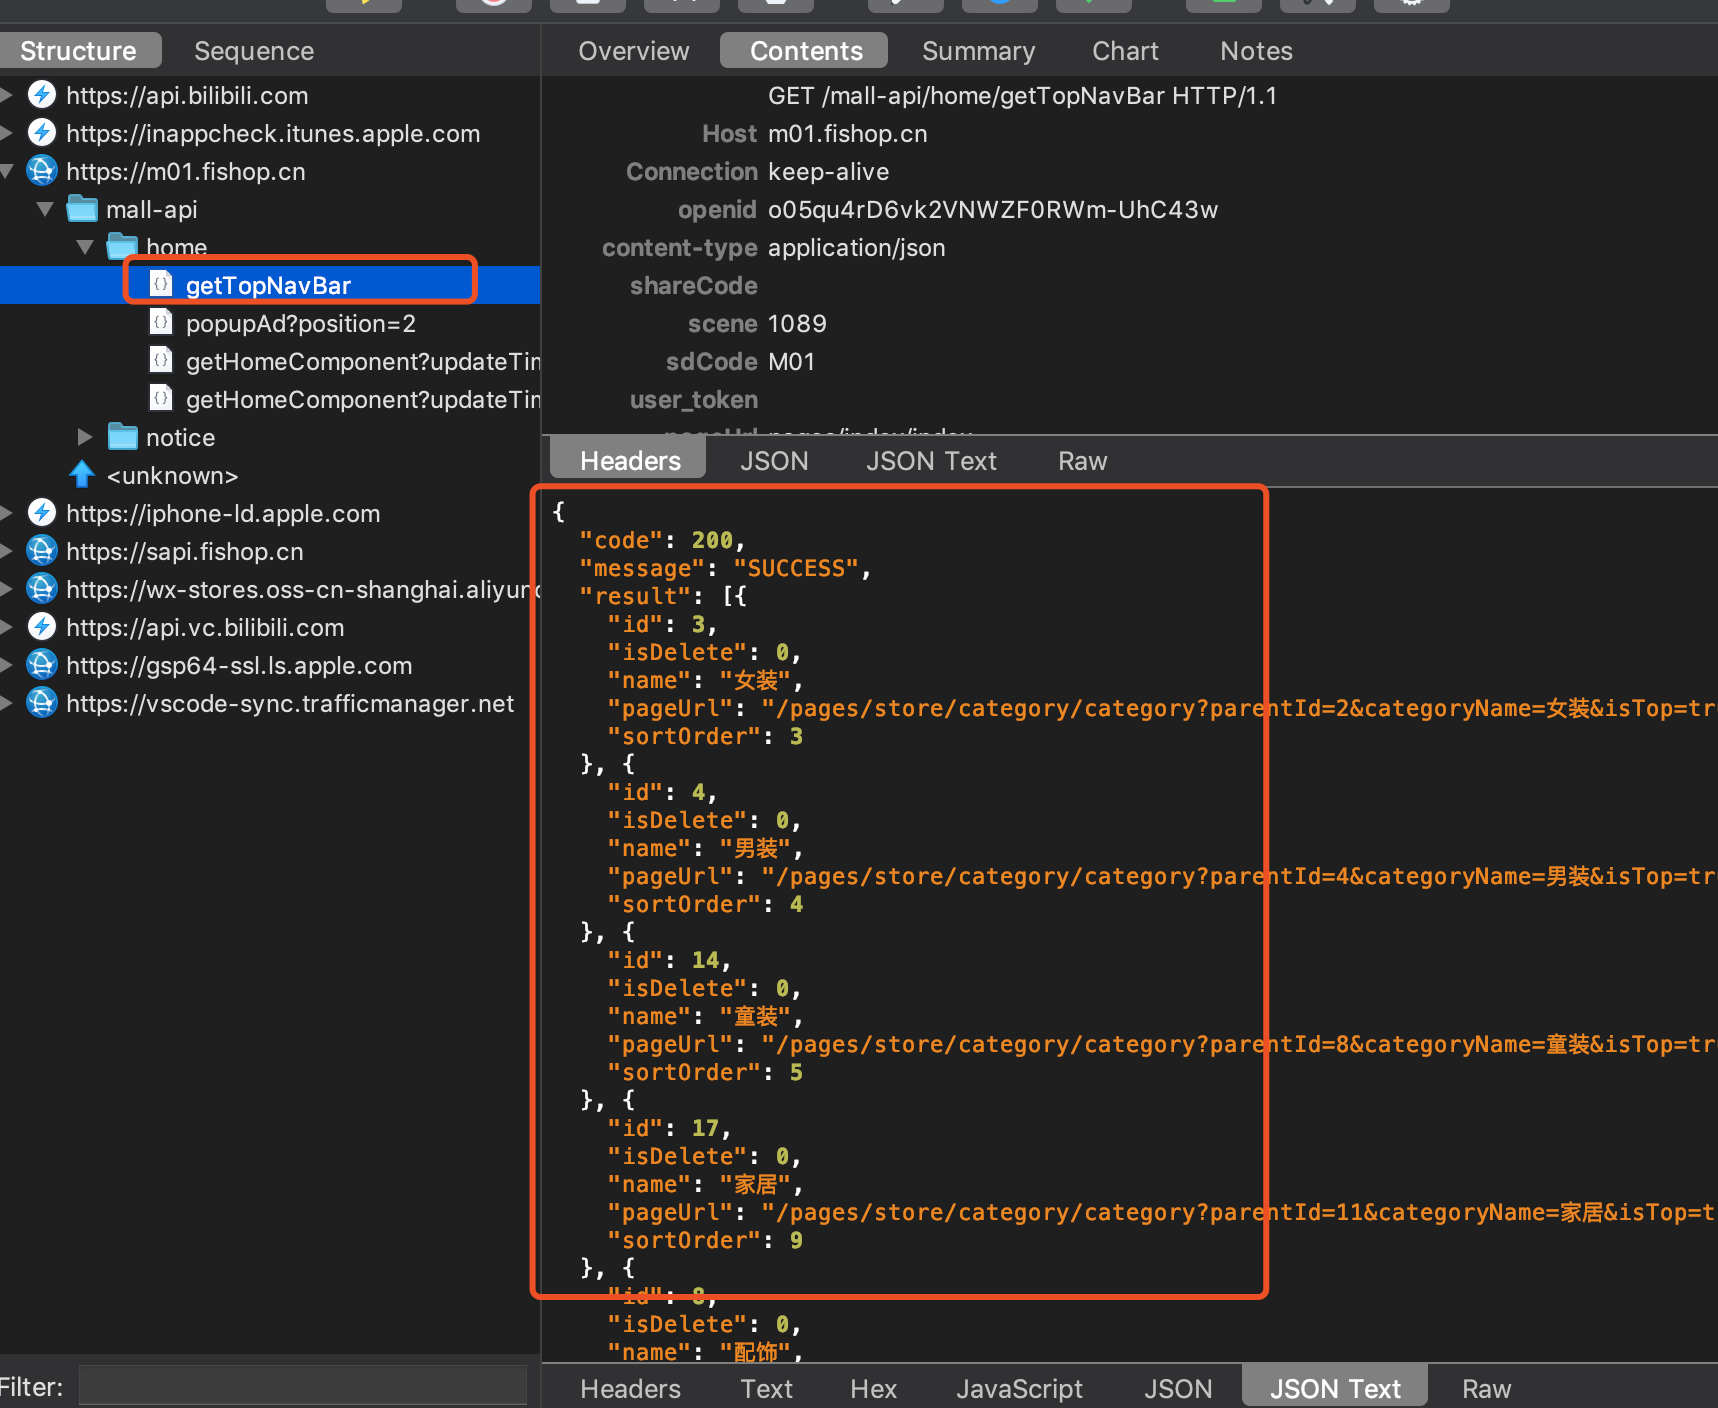 Structure
Sequence
https://api.bilibili.com
https://inappcheck.itunes.apple.com
https://m01.fishop.cn
mall-api
home
getTopNavBar
popupAd?position=2
getHomeComponent?updateTim
getHomeComponent?updateTim
notice
<unknown>
https://iphone-ld.apple.com
https://sapi.fishop.cn
https://wx-stores.oss-cn-shanghai.aliyunc
https://api.vc.bilibili.com
https://gsp64-ssl.ls.apple.com
https://vscode-sync.trafficmanager.net
Filter:
Overview
Contents
Summary
Chart
Notes
GET /mall-api/home/getTopNavBar HTTP/1.1
Host m01.fishop.cn
Connection keep-alive
openid o05qu4rD6vk2VNWZF0RWm-UhC43w
content-type application/json
shareCode
scene 1089
sdCode M01
user_token
pageUrl pages/index/index
Headers
JSON
JSON Text
Raw
{
"code": 200,
"message": "SUCCESS",
"result": [{
"id": 3,
"isDelete": 0,
"name": "女装",
"pageUrl": "/pages/store/category/category?parentId=2&categoryName=女装&isTop=tr
"sortOrder": 3
}, {
"id": 4,
"isDelete": 0,
"name": "男装",
"pageUrl": "/pages/store/category/category?parentId=4&categoryName=男装&isTop=tr
"sortOrder": 4
}, {
"id": 14,
"isDelete": 0,
"name": "童装",
"pageUrl": "/pages/store/category/category?parentId=8&categoryName=童装&isTop=tr
"sortOrder": 5
}, {
"id": 17,
"isDelete": 0,
"name": "家居",
"pageUrl": "/pages/store/category/category?parentId=11&categoryName=家居&isTop=t
"sortOrder": 9
}, {
"id": 8,
"isDelete": 0,
"name": "配饰",
Headers
Text
Hex
JavaScript
JSON
JSON Text
Raw